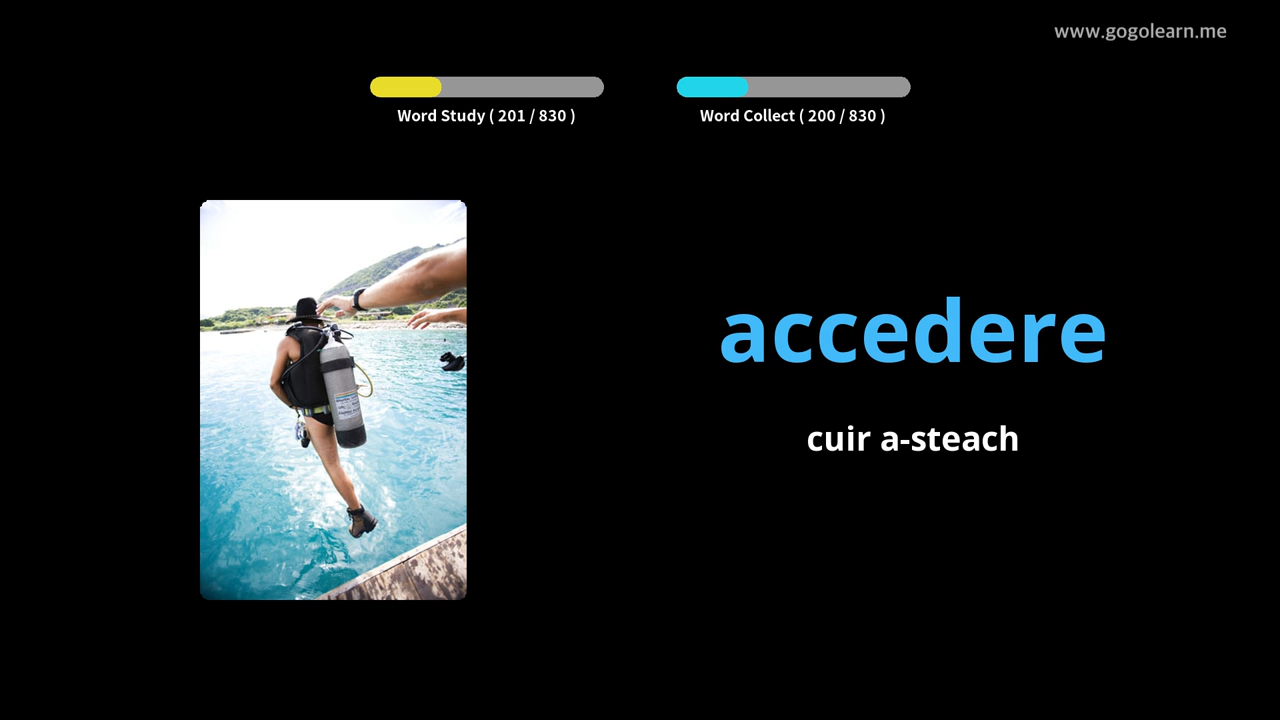 www.gogolearn.me
Word Study ( 201 / 830 )
Word Collect ( 200 / 830 )
accedere
cuir a-steach